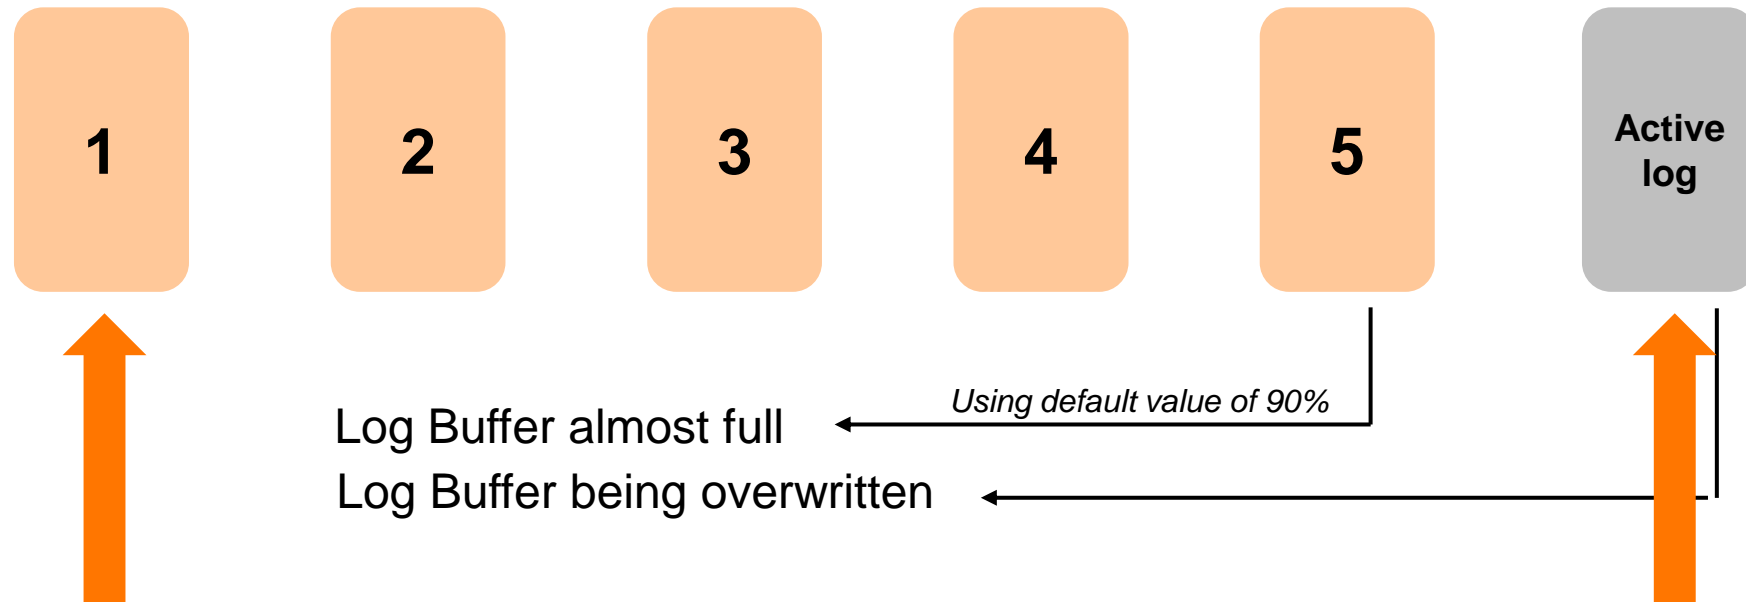 1
2
3
4
5
Active
log
Using default value of 90%
Log Buffer almost full
Log Buffer being overwritten